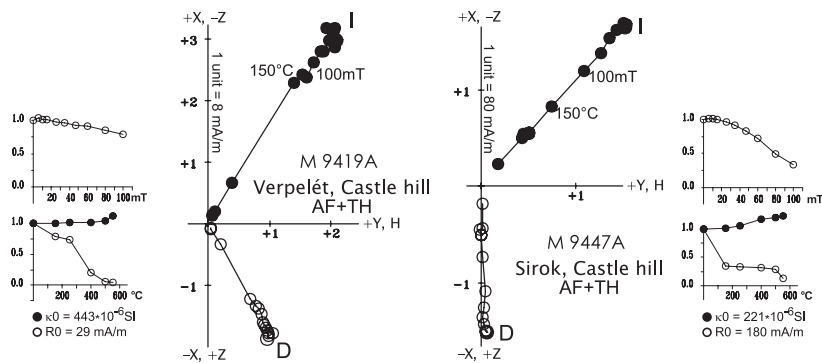 +X, −Z
I
+3
150°C
100mT
1 unit = 8 mA/m
+2
+1
M 9419A
Verpelét, Castle hill
AF+TH
+Y, H
+1
+2
-1
D
−X, +Z
1.0
0.5
0.0
20 40 60 80 100
mT
1.0
0.5
0.0
200 400 600
°C
κ0 = 443*10⁻⁶SI
R0 = 29 mA/m
+X, −Z
I
100mT
+1
150°C
1 unit = 80 mA/m
+Y, H
+1
M 9447A
Sirok, Castle hill
AF+TH
-1
D
−X, +Z
1.0
0.5
0.0
20 40 60 80 100
mT
1.0
0.5
0.0
200 400 600
°C
κ0 = 221*10⁻⁶SI
R0 = 180 mA/m